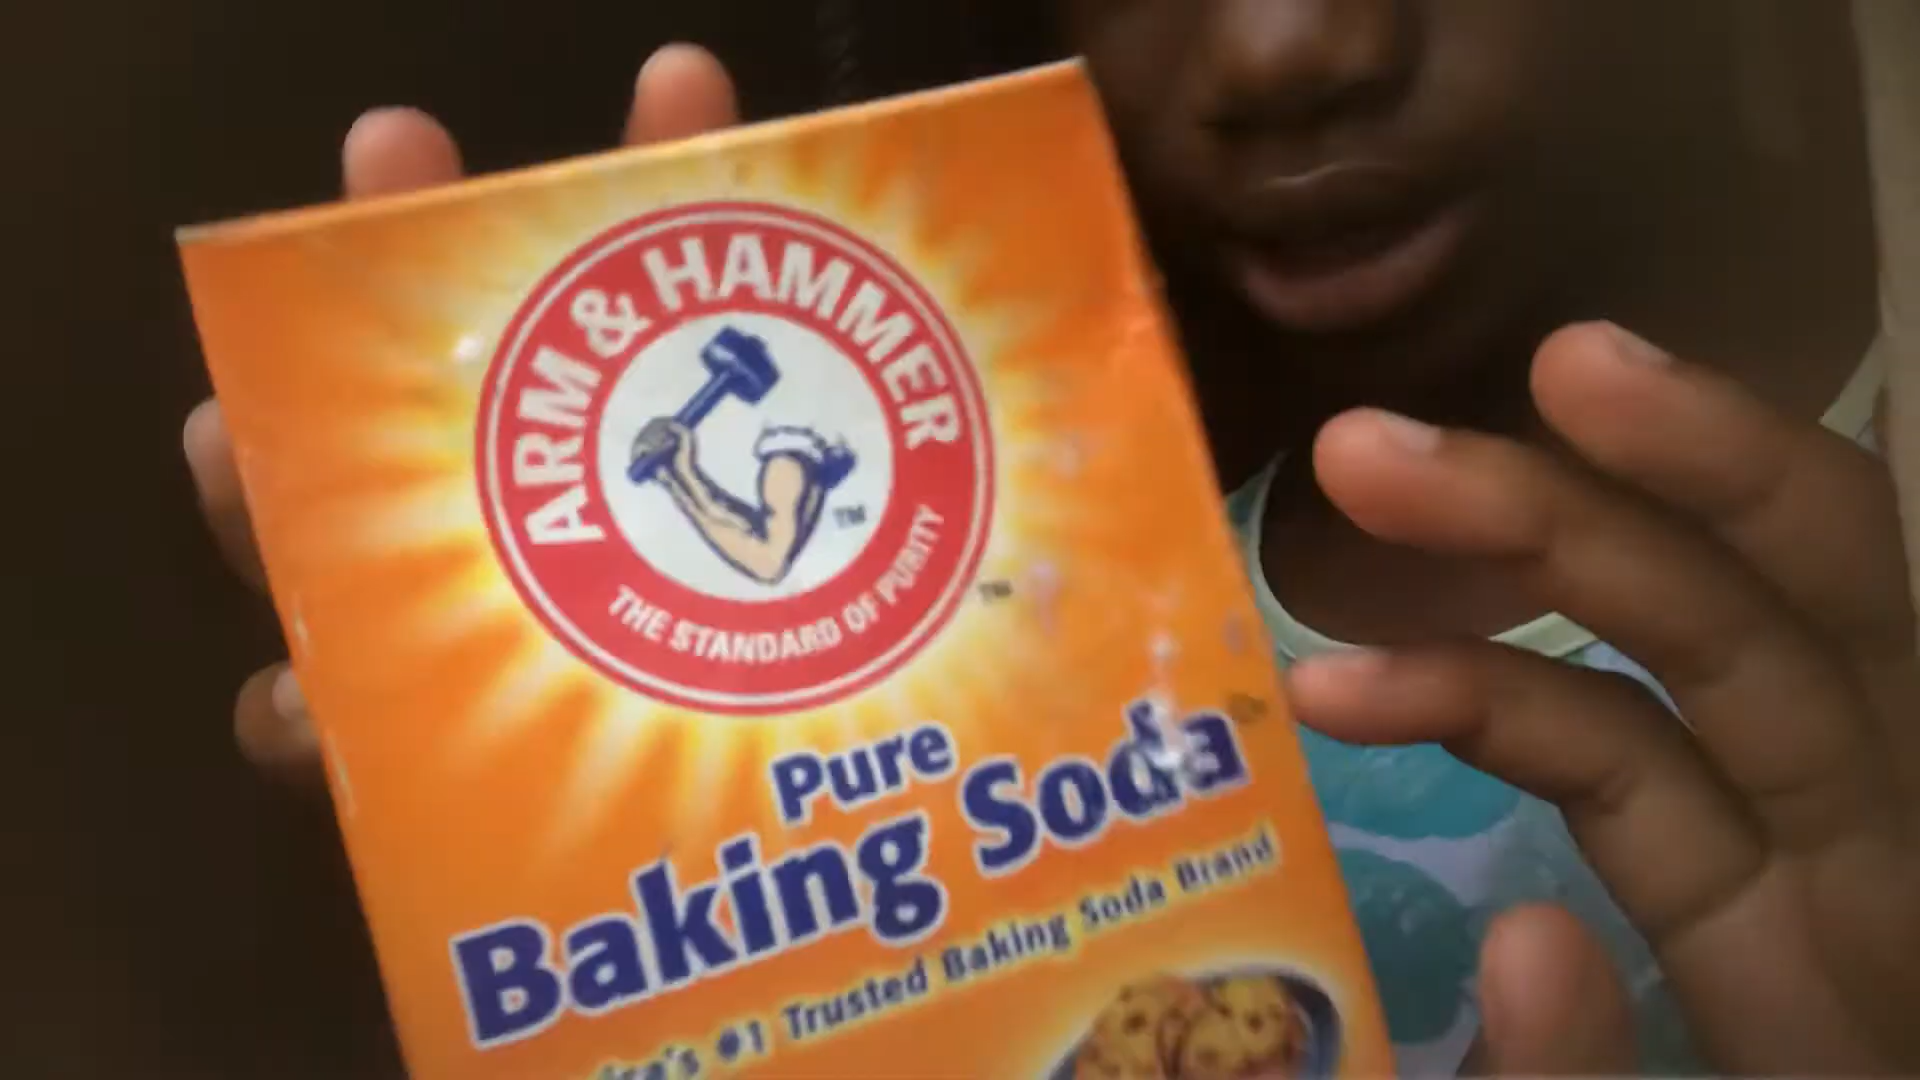 ARM & HAMMER
™
THE STANDARD OF PURITY
™
Pure
Baking Soda
#1 Trusted Baking Soda Brand